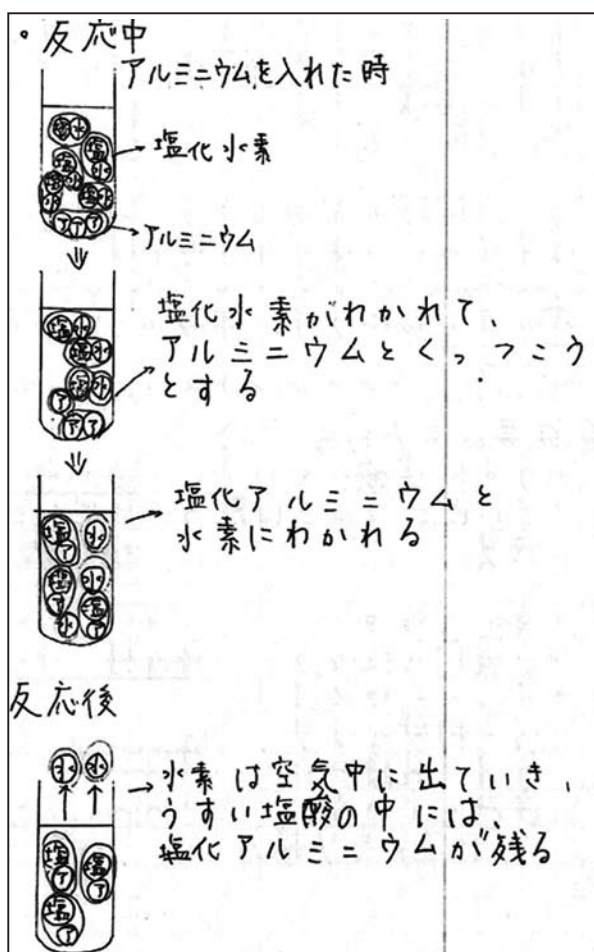 ・反応中
アルミニウムを入れた時
塩化水素
アルミニウム
塩化水素がわかれて、
アルミニウムとくっつこう
とする
塩化アルミニウムと
水素にわかれる
反応後
水素は空気中に出ていき、
うすい塩酸の中には、
塩化アルミニウムが残る